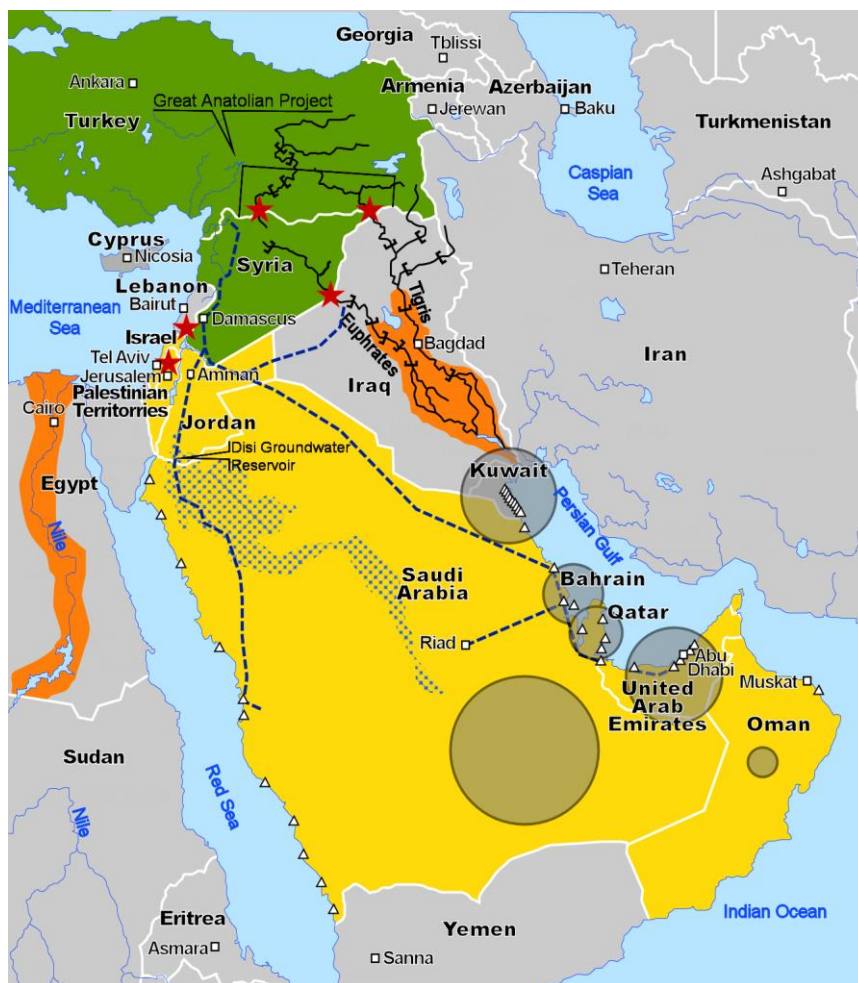 Georgia
Tblissi
Ankara
Armenia
Azerbaijan
Great Anatolian Project
Jerewan
Baku
Turkey
Turkmenistan
Caspian
Sea
Ashgabat
Cyprus
Nicosia
Syria
Teheran
Lebanon
Bairut
Mediterranean
Sea
Tigris
Damascus
Israel
Euphrates
Iran
Tel Aviv
Bagdad
Jerusalem
Amman
Iraq
Palestinian
Territorries
Cairo
Jordan
Disi Groundwater
Reservoir
Kuwait
Egypt
Nile
Persian Gulf
Saudi
Arabia
Bahrain
Qatar
Riad
Abu
Dhabi
Muskat
United
Arab
Emirates
Oman
Sudan
Red Sea
Nile
Eritrea
Asmara
Yemen
Sanna
Indian Ocean